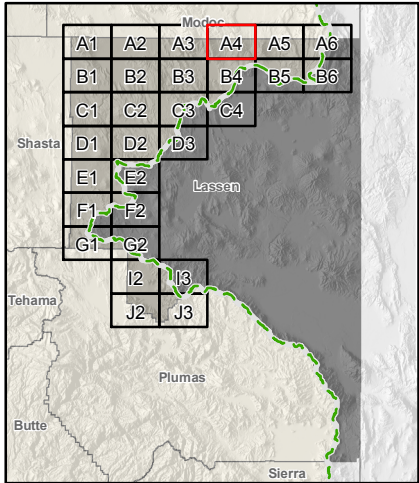 Modoc
A1 A2 A3 A4 A5 A6
B1 B2 B3 B4 B5 B6
C1 C2 C3 C4
Shasta
D1 D2 D3
E1 E2
Lassen
F1 F2
G1 G2
I2 I3
Tehama
J2 J3
Plumas
Butte
Sierra